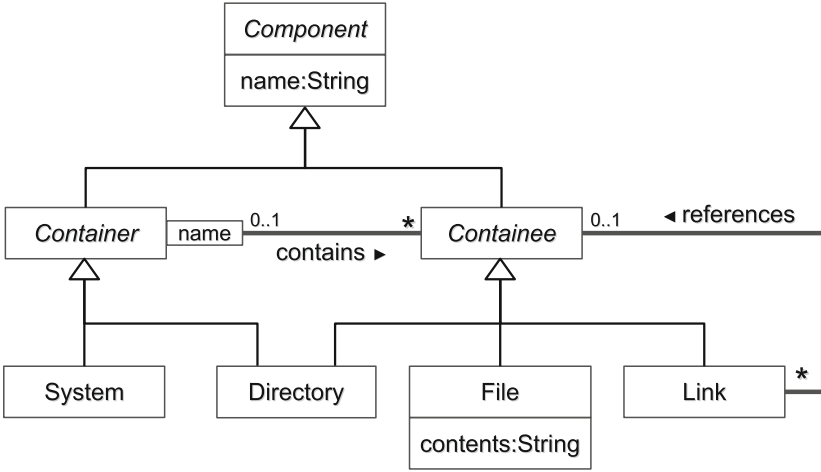 Component
name:String
Container
name
0..1
*
contains ►
Containee
0..1
◄ references
System
Directory
File
contents:String
Link
*